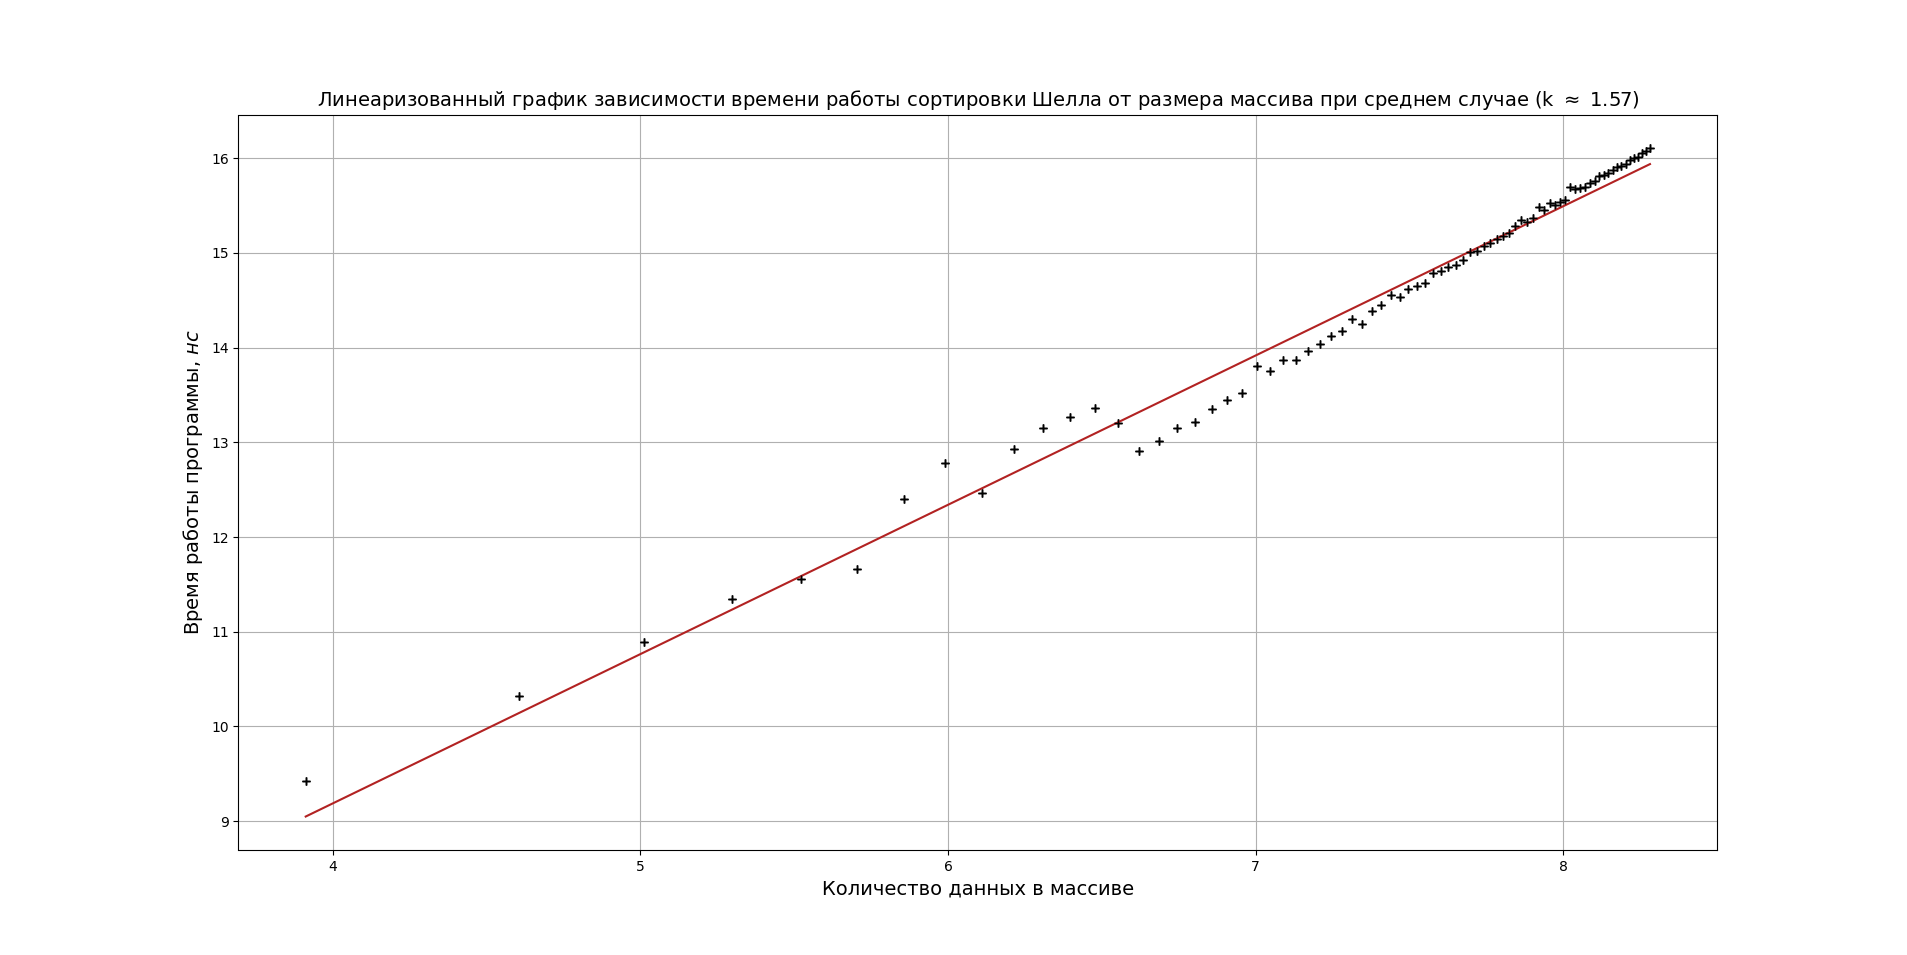 Линеаризованный график зависимости времени работы сортировки Шелла от размера массива при среднем случае (k ≈ 1.57)
Время работы программы, нс
16
15
14
13
12
11
10
9
4 5 6 7 8
Количество данных в массиве